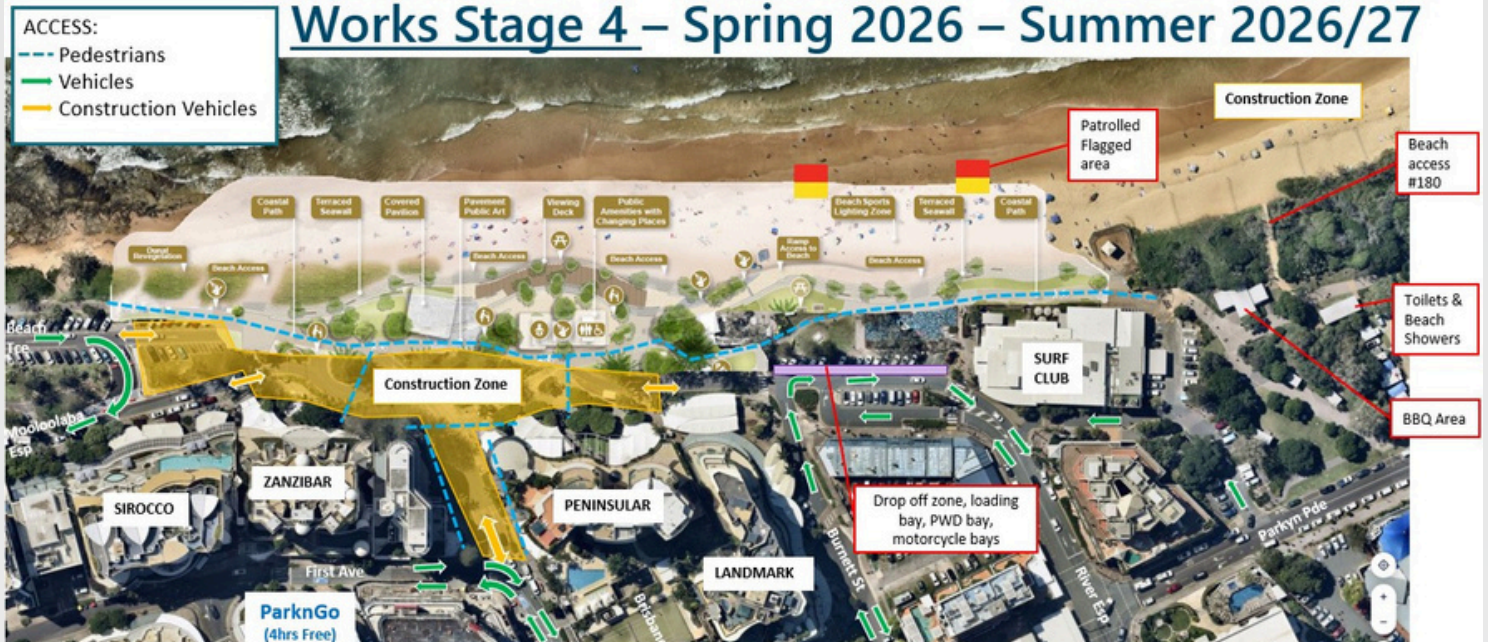 Works Stage 4 – Spring 2026 – Summer 2026/27
ACCESS:
Pedestrians
Vehicles
Construction Vehicles
Construction Zone
Patrolled
Flagged
area
Beach
access
#180
Coastal
Path
Terraced
Seawall
Covered
Pavilion
Pavement
Public Art
Viewing
Deck
Public
Amenities with
Changing Places
Beach Sports
Lighting Zone
Terraced
Seawall
Coastal
Path
Dunal
Revegetation
Beach Access
Beach Access
Beach Access
Ramp
Access to
Beach
Beach Access
Toilets &
Beach
Showers
Beach
Tce
Construction Zone
SURF
CLUB
BBQ Area
Mooloolaba
Esp
SIROCCO
ZANZIBAR
PENINSULAR
Drop off zone, loading
bay, PWD bay,
motorcycle bays
Parkyn Pde
Burnett St
LANDMARK
First Ave
River Esp
Brisban
ParknGo
(4hrs Free)